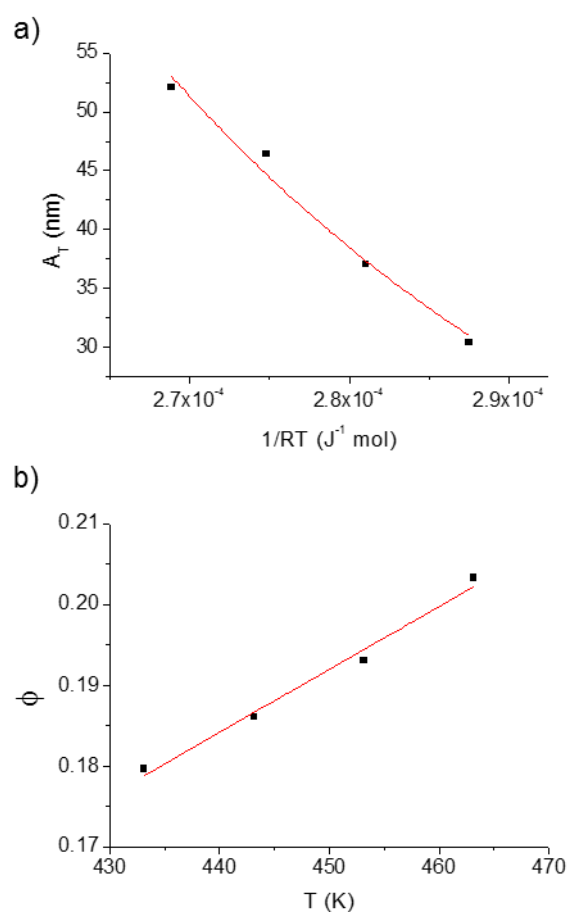 a)
55
50
45
40
35
30
A_T (nm)
2.7x10^-4 2.8x10^-4 2.9x10^-4
1/RT (J^-1 mol)
b)
0.21
0.20
0.19
0.18
0.17
ϕ
430 440 450 460 470
T (K)